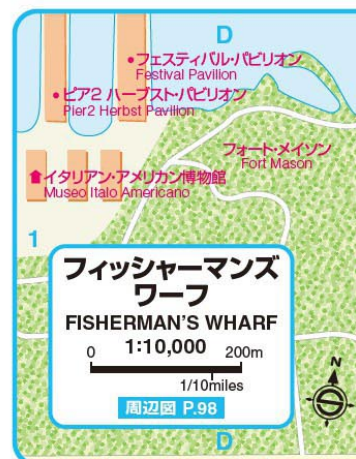 D
フェスティバル・パビリオン
Festival Pavilion
ピア2 ハーブスト・パビリオン
Pier2 Herbst Pavilion
フォート・メイソン
Fort Mason
イタリアン・アメリカン博物館
Museo Italo Americano
1
フィッシャーマンズ
ワーフ
FISHERMAN'S WHARF
1:10,000
0 200m
1/10miles
周辺図 P.98
N
D